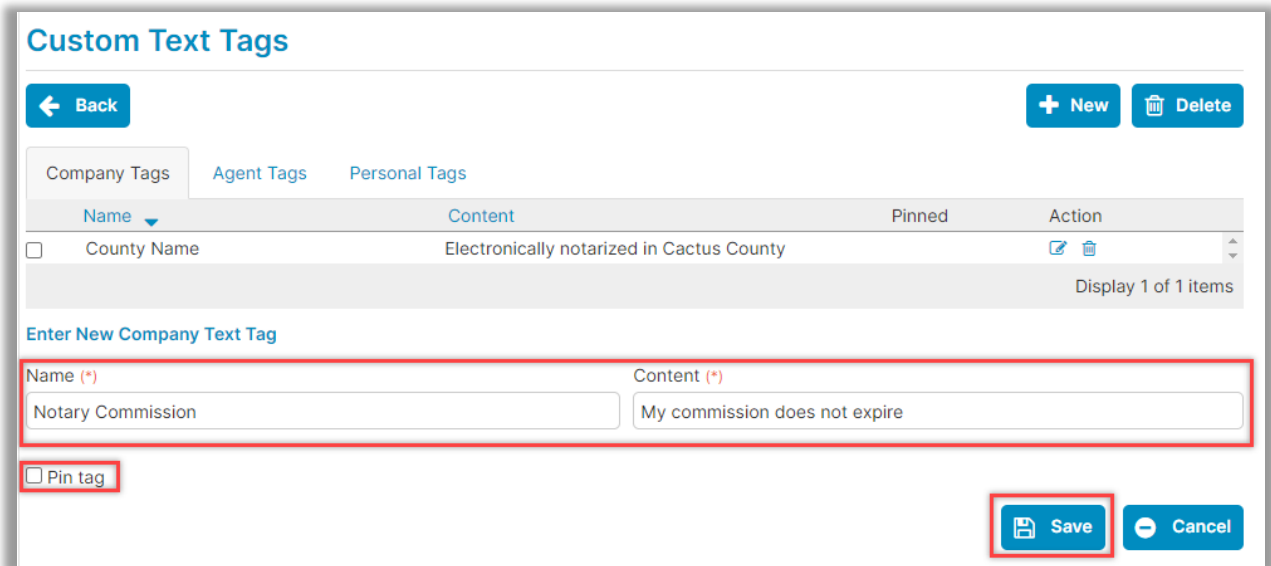 Custom Text Tags
Back
New
Delete
Company Tags Agent Tags Personal Tags
Name Content Pinned Action
County Name Electronically notarized in Cactus County
Display 1 of 1 items
Enter New Company Text Tag
Name (*) Content (*)
Notary Commission My commission does not expire
Pin tag
Save Cancel